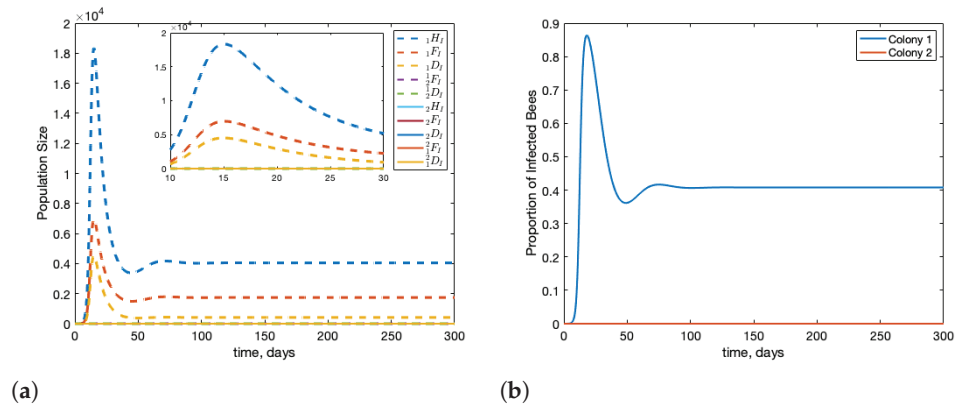 ×10⁴
2
1.8
1.6
1.4
1.2
1
0.8
0.6
0.4
0.2
0
Population Size
0 50 100 150 200 250 300
time, days
×10⁴
2
1.5
1
0.5
0
10 15 20 25 30
₁H_I
₁F_I
₁D_I
¹₂F_I
¹₂D_I
₂H_I
₂F_I
₂D_I
²₁F_I
²₁D_I
(a)
0.9
0.8
0.7
0.6
0.5
0.4
0.3
0.2
0.1
0
Proportion of Infected Bees
0 50 100 150 200 250 300
time, days
Colony 1
Colony 2
(b)